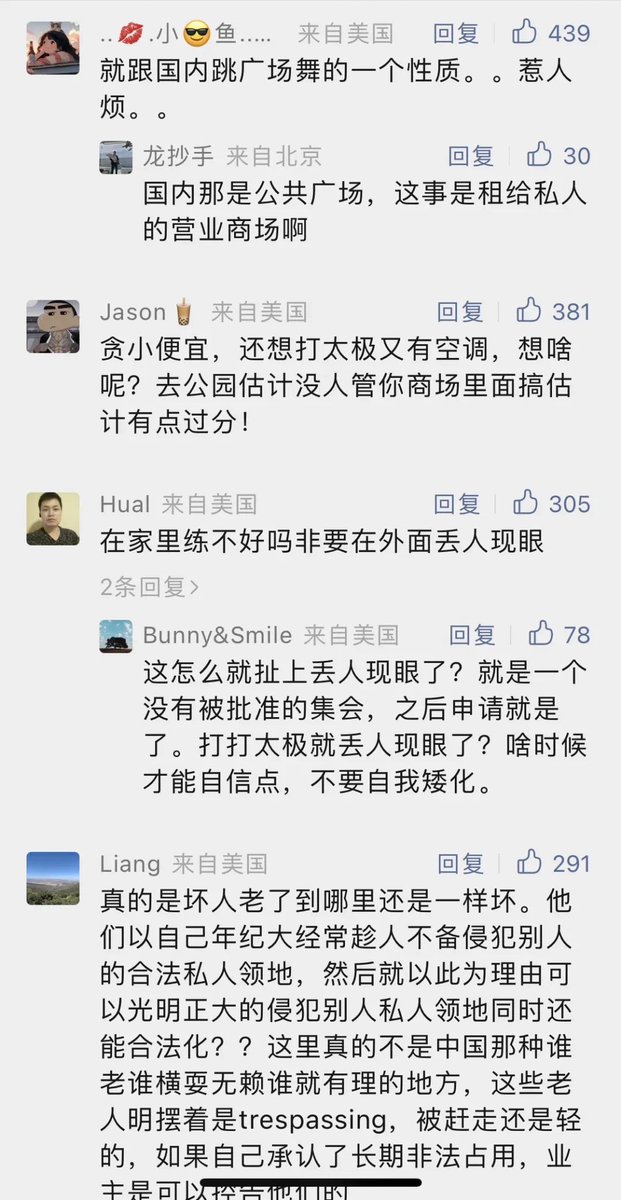 ..💋.小😎鱼..... 来自美国 回复 439
就跟国内跳广场舞的一个性质。。惹人
烦。。
龙抄手 来自北京 回复 30
国内那是公共广场，这事是租给私人
的营业商场啊
Jason🧋 来自美国 回复 381
贪小便宜，还想打太极又有空调，想啥
呢？去公园估计没人管你商场里面搞估
计有点过分！
Hual 来自美国 回复 305
在家里练不好吗非要在外面丢人现眼
2条回复>
Bunny&Smile 来自美国 回复 78
这怎么就扯上丢人现眼了？就是一个
没有被批准的集会，之后申请就是
了。打打太极就丢人现眼了？啥时候
才能自信点，不要自我矮化。
Liang 来自美国 回复 291
真的是坏人老了到哪里还是一样坏。他
们以自己年纪大经常趁人不备侵犯别人
的合法私人领地，然后就以此为理由可
以光明正大的侵犯别人私人领地同时还
能合法化？？这里真的不是中国那种谁
老谁横耍无赖谁就有理的地方，这些老
人明摆着是trespassing，被赶走还是轻
的，如果自己承认了长期非法占用，业
主是可以控告他们的